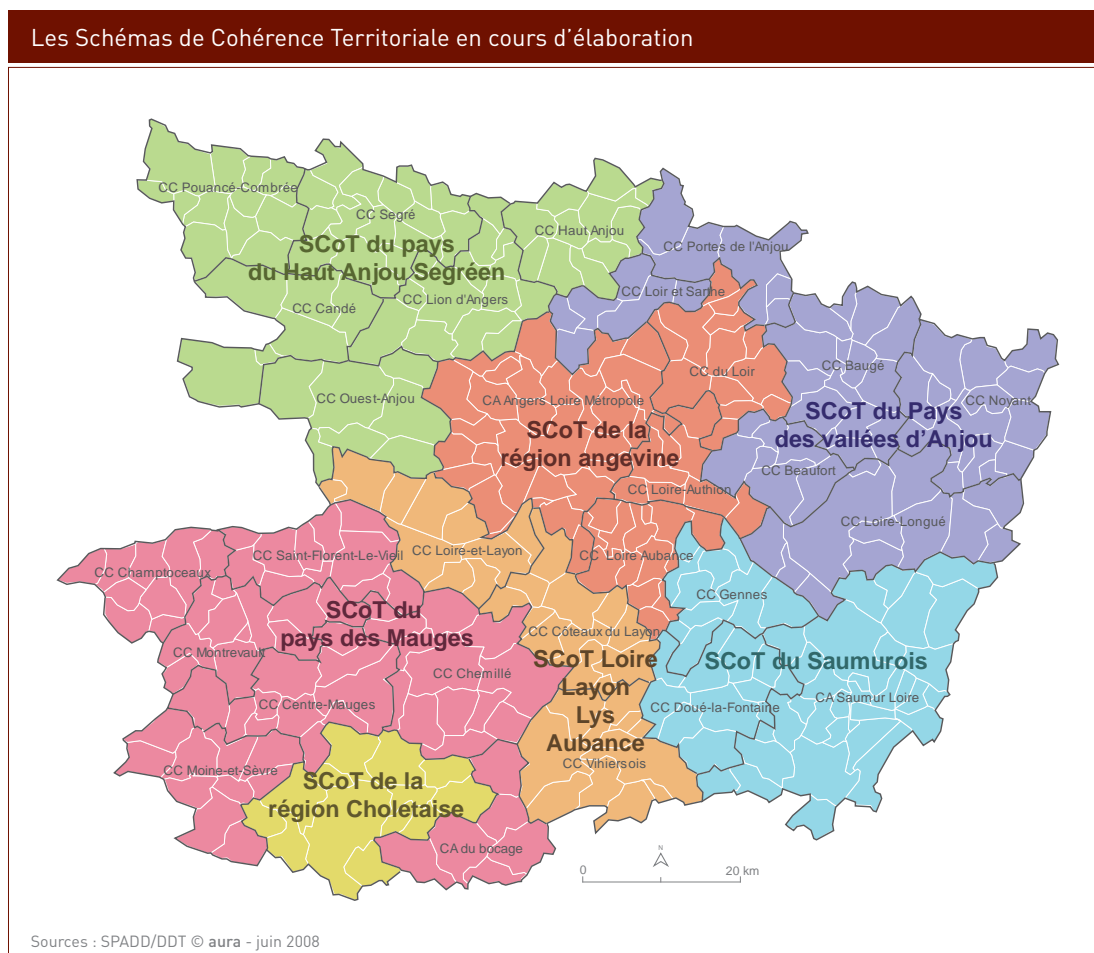 Les Schémas de Cohérence Territoriale en cours d'élaboration
CC Pouancé-Combrée
CC Segré
CC Haut Anjou
SCoT du pays
du Haut Anjou Segréen
CC Portes de l'Anjou
CC Loir et Sarthe
CC Lion d'Angers
CC Candé
CC du Loir
CC Baugé
CC Ouest-Anjou
CA Angers Loire Métropole
CC Noyant
SCoT du Pays
des vallées d'Anjou
SCoT de la
région angevine
CC Beaufort
CC Loire-Authion
CC Loire-Longué
CC Saint-Florent-Le-Vieil
CC Loire-et-Layon
CC Loire Aubance
CC Champtoceaux
CC Gennes
SCoT du
pays des Mauges
CC Côteaux du Layon
CC Montrevault
SCoT Loire
Layon
Lys
Aubance
SCoT du Saumurois
CC Chemillé
CA Saumur Loire
CC Centre-Mauges
CC Doué-la-Fontaine
CC Vihiersois
CC Moine-et-Sèvre
SCoT de la
région Choletaise
CA du bocage
N
0 20 km
Sources : SPADD/DDT © aura - juin 2008